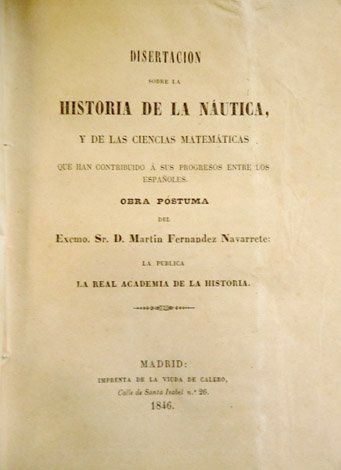 DISERTACION
SOBRE LA
HISTORIA DE LA NÁUTICA,
Y DE LAS CIENCIAS MATEMÁTICAS
QUE HAN CONTRIBUIDO Á SUS PROGRESOS ENTRE LOS
ESPAÑOLES.
OBRA PÓSTUMA
DEL
Excmo. Sr. D. Martin Fernandez Navarrete:
LA PUBLICA
LA REAL ACADEMIA DE LA HISTORIA.
MADRID:
IMPRENTA DE LA VIUDA DE CALERO,
Calle de Santa Isabel n.º 26.
1846.